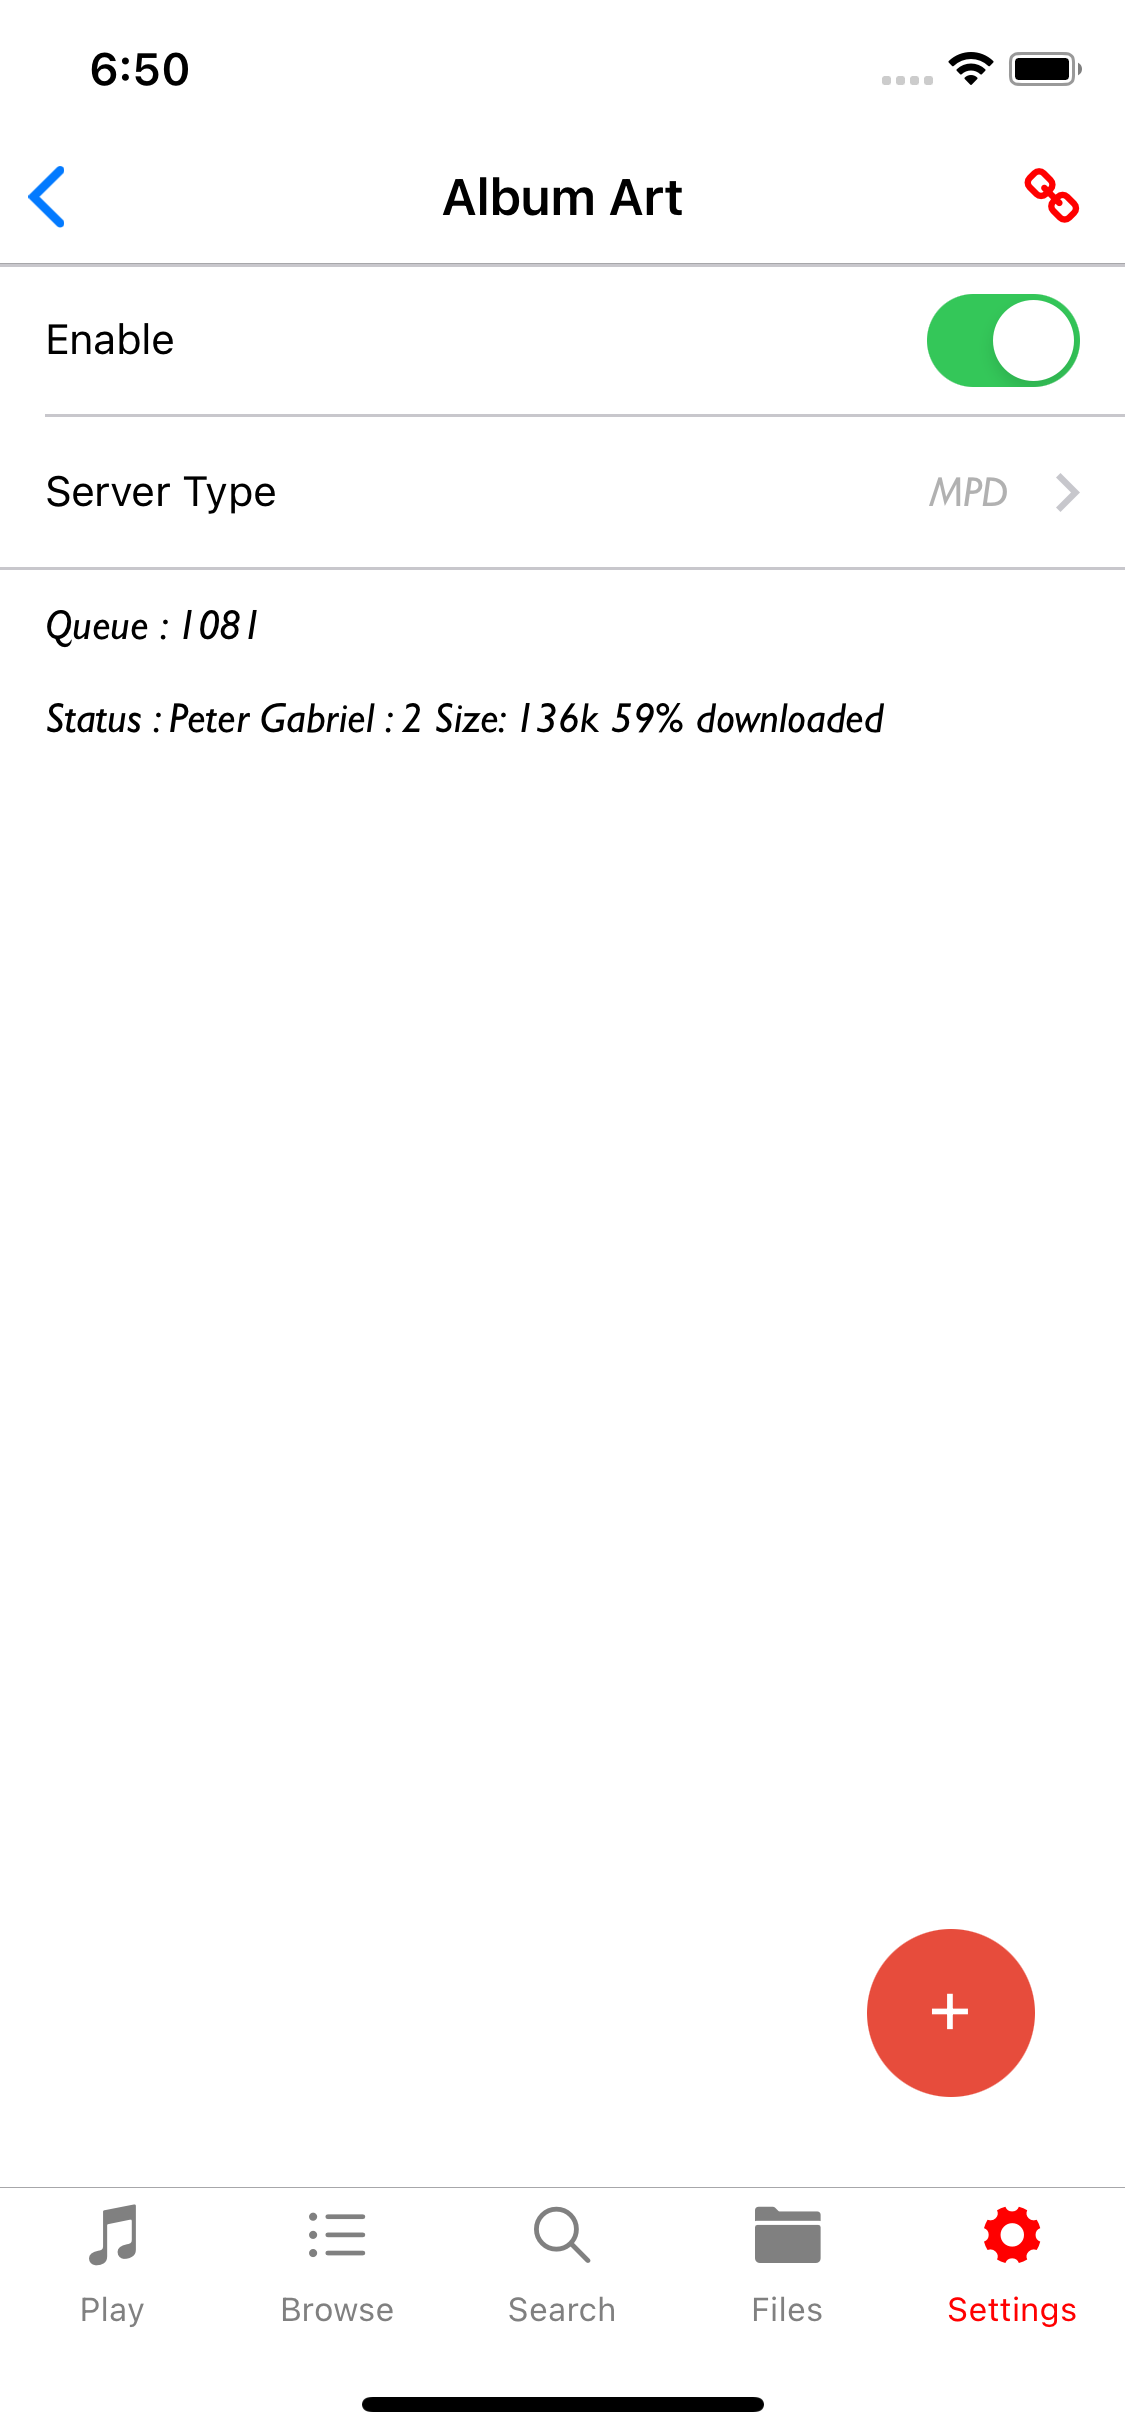 6:50
Album Art
Enable
Server Type MPD
Queue : 1081
Status : Peter Gabriel : 2 Size: 136k 59% downloaded
+
Play Browse Search Files Settings